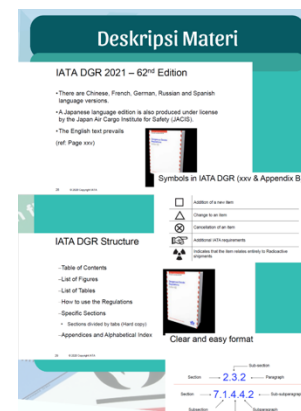 Deskripsi Materi
IATA DGR 2021 – 62nd Edition
•There are Chinese, French, German, Russian and Spanish
language versions.
•A Japanese language edition is also produced under license
by the Japan Air Cargo Institute for Safety (JACIS).
•The English text prevails
(ref: Page xxv)
Symbols in IATA DGR (xxv & Appendix B
Addition of a new item
Change to an item
Cancellation of an item
Additional IATA requirements
Indicates that the item relates entirely to Radioactive
shipments.
IATA DGR Structure
–Table of Contents
–List of Figures
–List of Tables
–How to use the Regulations
–Specific Sections
• Sections divided by tabs (Hard copy)
–Appendices and Alphabetical Index
Clear and easy format
Sub-section
Section
2.3.2
Paragraph
Section
7.1.4.2
Sub-subparagraph
Subsection
Subparagraph